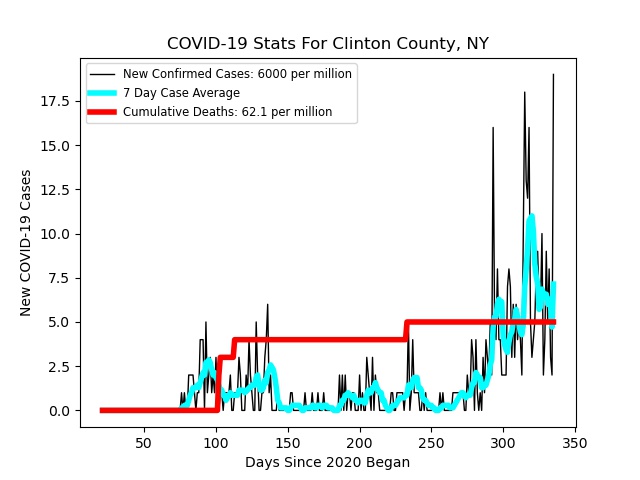 COVID-19 Stats For Clinton County, NY
New Confirmed Cases: 6000 per million
7 Day Case Average
Cumulative Deaths: 62.1 per million
17.5
15.0
12.5
10.0
7.5
5.0
2.5
0.0
New COVID-19 Cases
50
100
150
200
250
300
350
Days Since 2020 Began